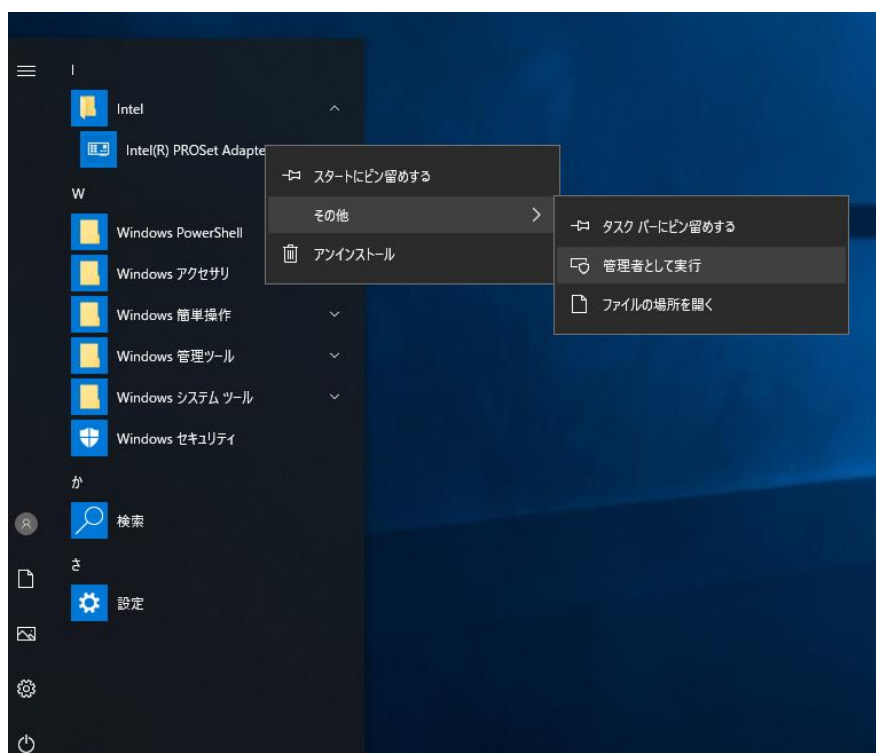 I
Intel
Intel(R) PROSet Adapte
スタートにピン留めする
その他
アンインストール
タスク バーにピン留めする
管理者として実行
ファイルの場所を開く
W
Windows PowerShell
Windows アクセサリ
Windows 簡単操作
Windows 管理ツール
Windows システム ツール
Windows セキュリティ
か
検索
さ
設定